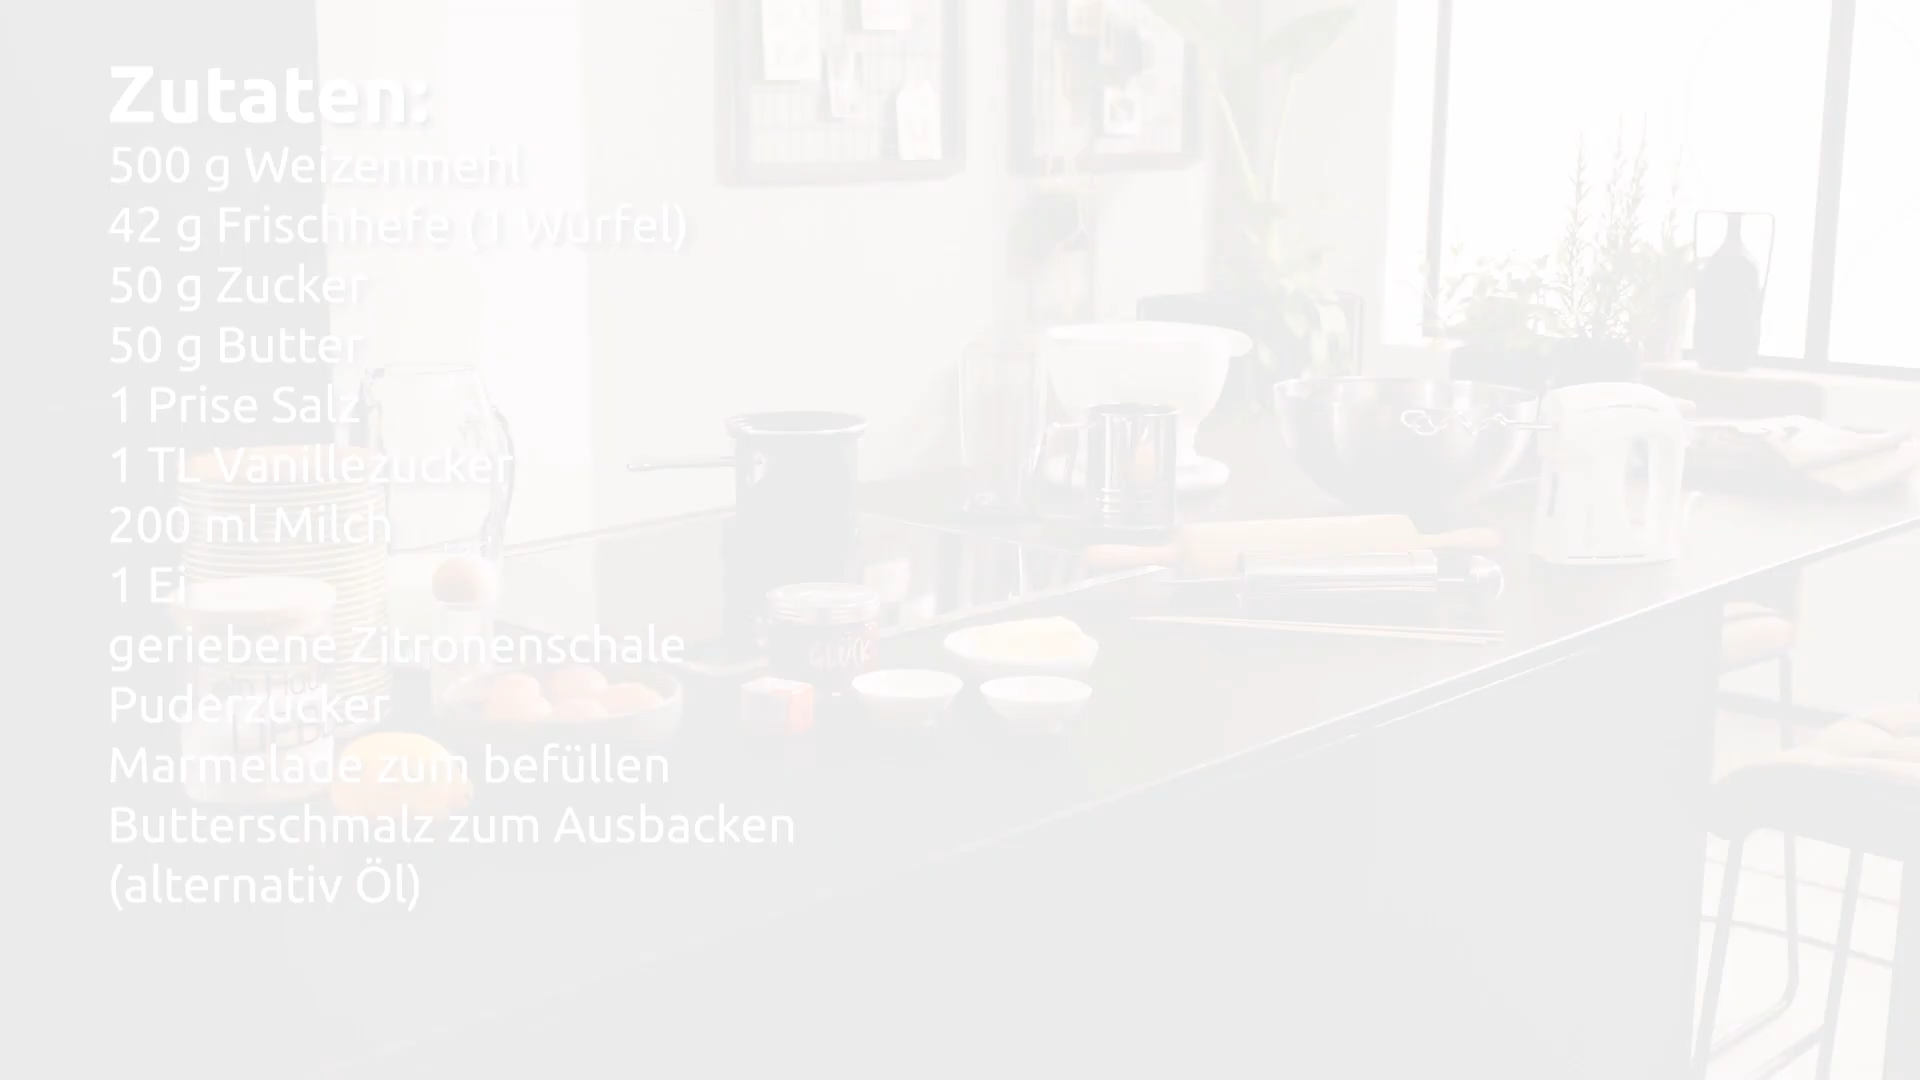 Zutaten:
500 g Weizenmehl
42 g Frischhefe (1 Würfel)
50 g Zucker
50 g Butter
1 Prise Salz
1 TL Vanillezucker
200 ml Milch
1 Ei
geriebene Zitronenschale
Puderzucker
Marmelade zum befüllen
Butterschmalz zum Ausbacken
(alternativ Öl)
GLÜCK